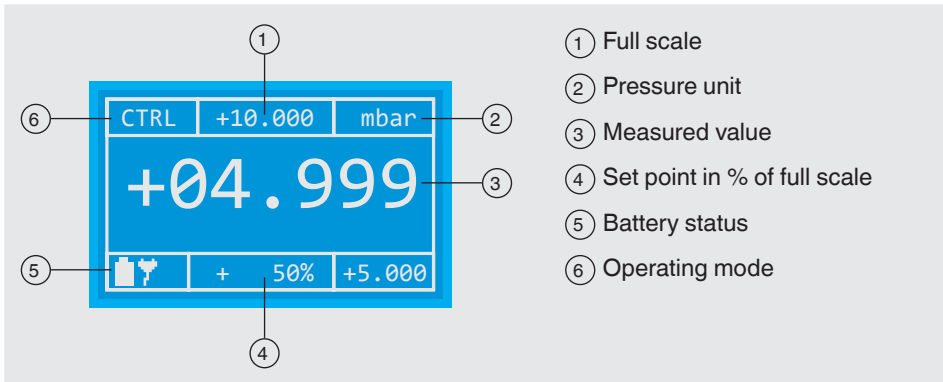 1
6 CTRL +10.000 mbar 2
+04.999 3
5 + 50% +5.000
4
1 Full scale
2 Pressure unit
3 Measured value
4 Set point in % of full scale
5 Battery status
6 Operating mode